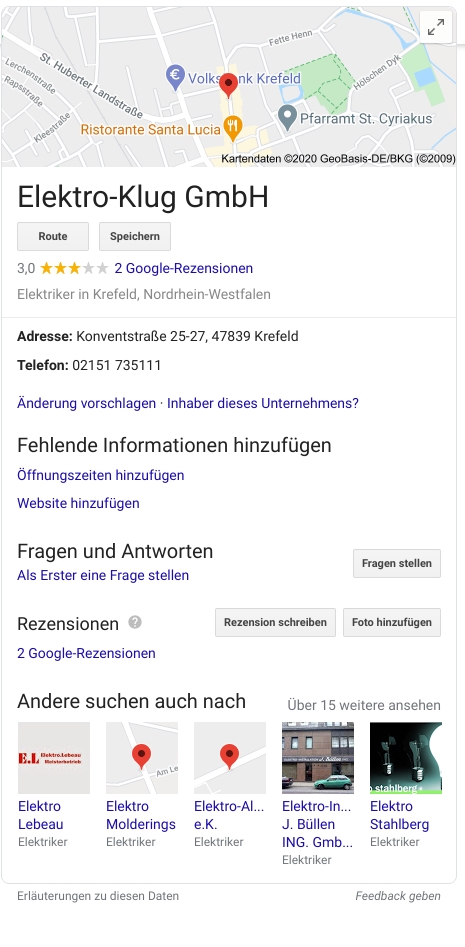 Fette Henn
St. Huberter Landstraße
Lerchenstraße
Rapsstraße
Kleestraße
Hölschen Dyk
Volksbank Krefeld
Pfarramt St. Cyriakus
Ristorante Santa Lucia
Kartendaten ©2020 GeoBasis-DE/BKG (©2009)
Elektro-Klug GmbH
Route Speichern
3,0 2 Google-Rezensionen
Elektriker in Krefeld, Nordrhein-Westfalen
Adresse: Konventstraße 25-27, 47839 Krefeld
Telefon: 02151 735111
Änderung vorschlagen · Inhaber dieses Unternehmens?
Fehlende Informationen hinzufügen
Öffnungszeiten hinzufügen
Website hinzufügen
Fragen und Antworten
Fragen stellen
Als Erster eine Frage stellen
Rezensionen ? Rezension schreiben Foto hinzufügen
2 Google-Rezensionen
Andere suchen auch nach Über 15 weitere ansehen
E.L Elektro.Lebeau
Meisterbetrieb
Am Le
J. Büllen
o stahlberg
Elektro
Lebeau
Elektriker
Elektro
Molderings
Elektriker
Elektro-Al...
e.K.
Elektriker
Elektro-In...
J. Büllen
ING. Gmb...
Elektriker
Elektro
Stahlberg
Elektriker
Erläuterungen zu diesen Daten Feedback geben